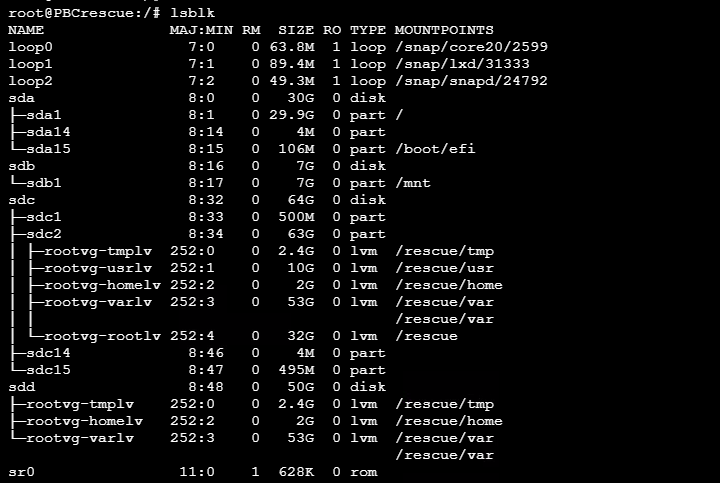 root@PBCrescue:/# lsblk
NAME              MAJ:MIN RM  SIZE RO TYPE MOUNTPOINTS
loop0               7:0    0 63.8M  1 loop /snap/core20/2599
loop1               7:1    0 89.4M  1 loop /snap/lxd/31333
loop2               7:2    0 49.3M  1 loop /snap/snapd/24792
sda                 8:0    0   30G  0 disk
├─sda1              8:1    0 29.9G  0 part /
├─sda14             8:14   0    4M  0 part
└─sda15             8:15   0  106M  0 part /boot/efi
sdb                 8:16   0    7G  0 disk
└─sdb1              8:17   0    7G  0 part /mnt
sdc                 8:32   0   64G  0 disk
├─sdc1              8:33   0  500M  0 part
├─sdc2              8:34   0   63G  0 part
│ ├─rootvg-tmplv  252:0    0  2.4G  0 lvm  /rescue/tmp
│ ├─rootvg-usrlv  252:1    0   10G  0 lvm  /rescue/usr
│ ├─rootvg-homelv 252:2    0    2G  0 lvm  /rescue/home
│ ├─rootvg-varlv  252:3    0   53G  0 lvm  /rescue/var
│ │                                        /rescue/var
│ └─rootvg-rootlv 252:4    0   32G  0 lvm  /rescue
├─sdc14             8:46   0    4M  0 part
└─sdc15             8:47   0  495M  0 part
sdd                 8:48   0   50G  0 disk
├─rootvg-tmplv    252:0    0  2.4G  0 lvm  /rescue/tmp
├─rootvg-homelv   252:2    0    2G  0 lvm  /rescue/home
└─rootvg-varlv    252:3    0   53G  0 lvm  /rescue/var
                                           /rescue/var
sr0                11:0    1  628K  0 rom